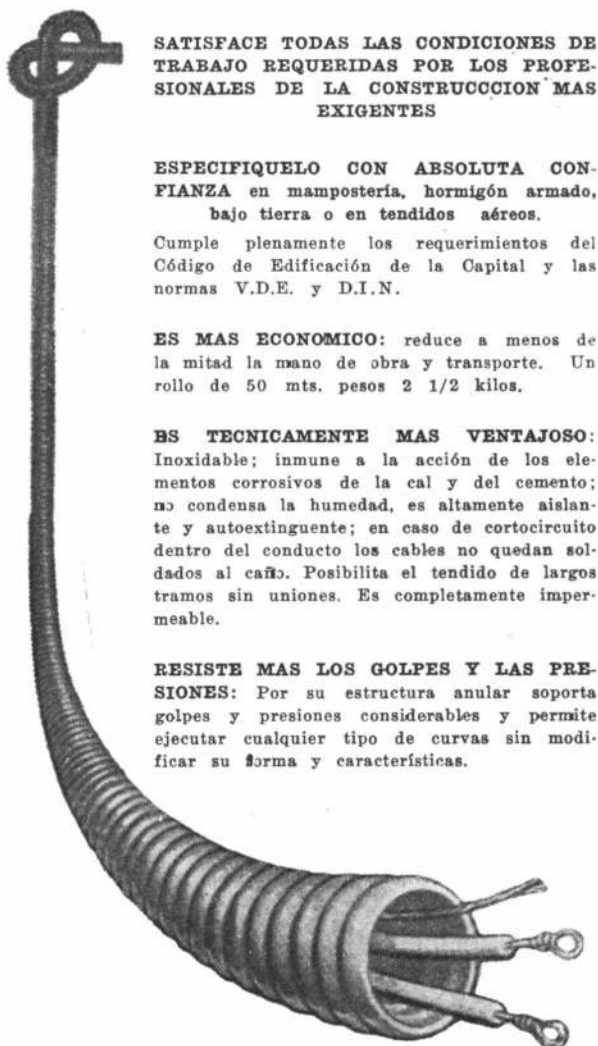 SATISFACE TODAS LAS CONDICIONES DE
TRABAJO REQUERIDAS POR LOS PROFE-
SIONALES DE LA CONSTRUCCCION MAS
EXIGENTES
ESPECIFIQUELO CON ABSOLUTA CON-
FIANZA en mampostería, hormigón armado,
bajo tierra o en tendidos aéreos.
Cumple plenamente los requerimientos del
Código de Edificación de la Capital y las
normas V.D.E. y D.I.N.
ES MAS ECONOMICO: reduce a menos de
la mitad la mano de obra y transporte. Un
rollo de 50 mts. pesos 2 1/2 kilos.
BS TECNICAMENTE MAS VENTAJOSO:
Inoxidable; inmune a la acción de los ele-
mentos corrosivos de la cal y del cemento;
no condensa la humedad, es altamente aislan-
te y autoextinguente; en caso de cortocircuito
dentro del conducto los cables no quedan sol-
dados al caño. Posibilita el tendido de largos
tramos sin uniones. Es completamente imper-
meable.
RESISTE MAS LOS GOLPES Y LAS PRE-
SIONES: Por su estructura anular soporta
golpes y presiones considerables y permite
ejecutar cualquier tipo de curvas sin modi-
ficar su forma y características.